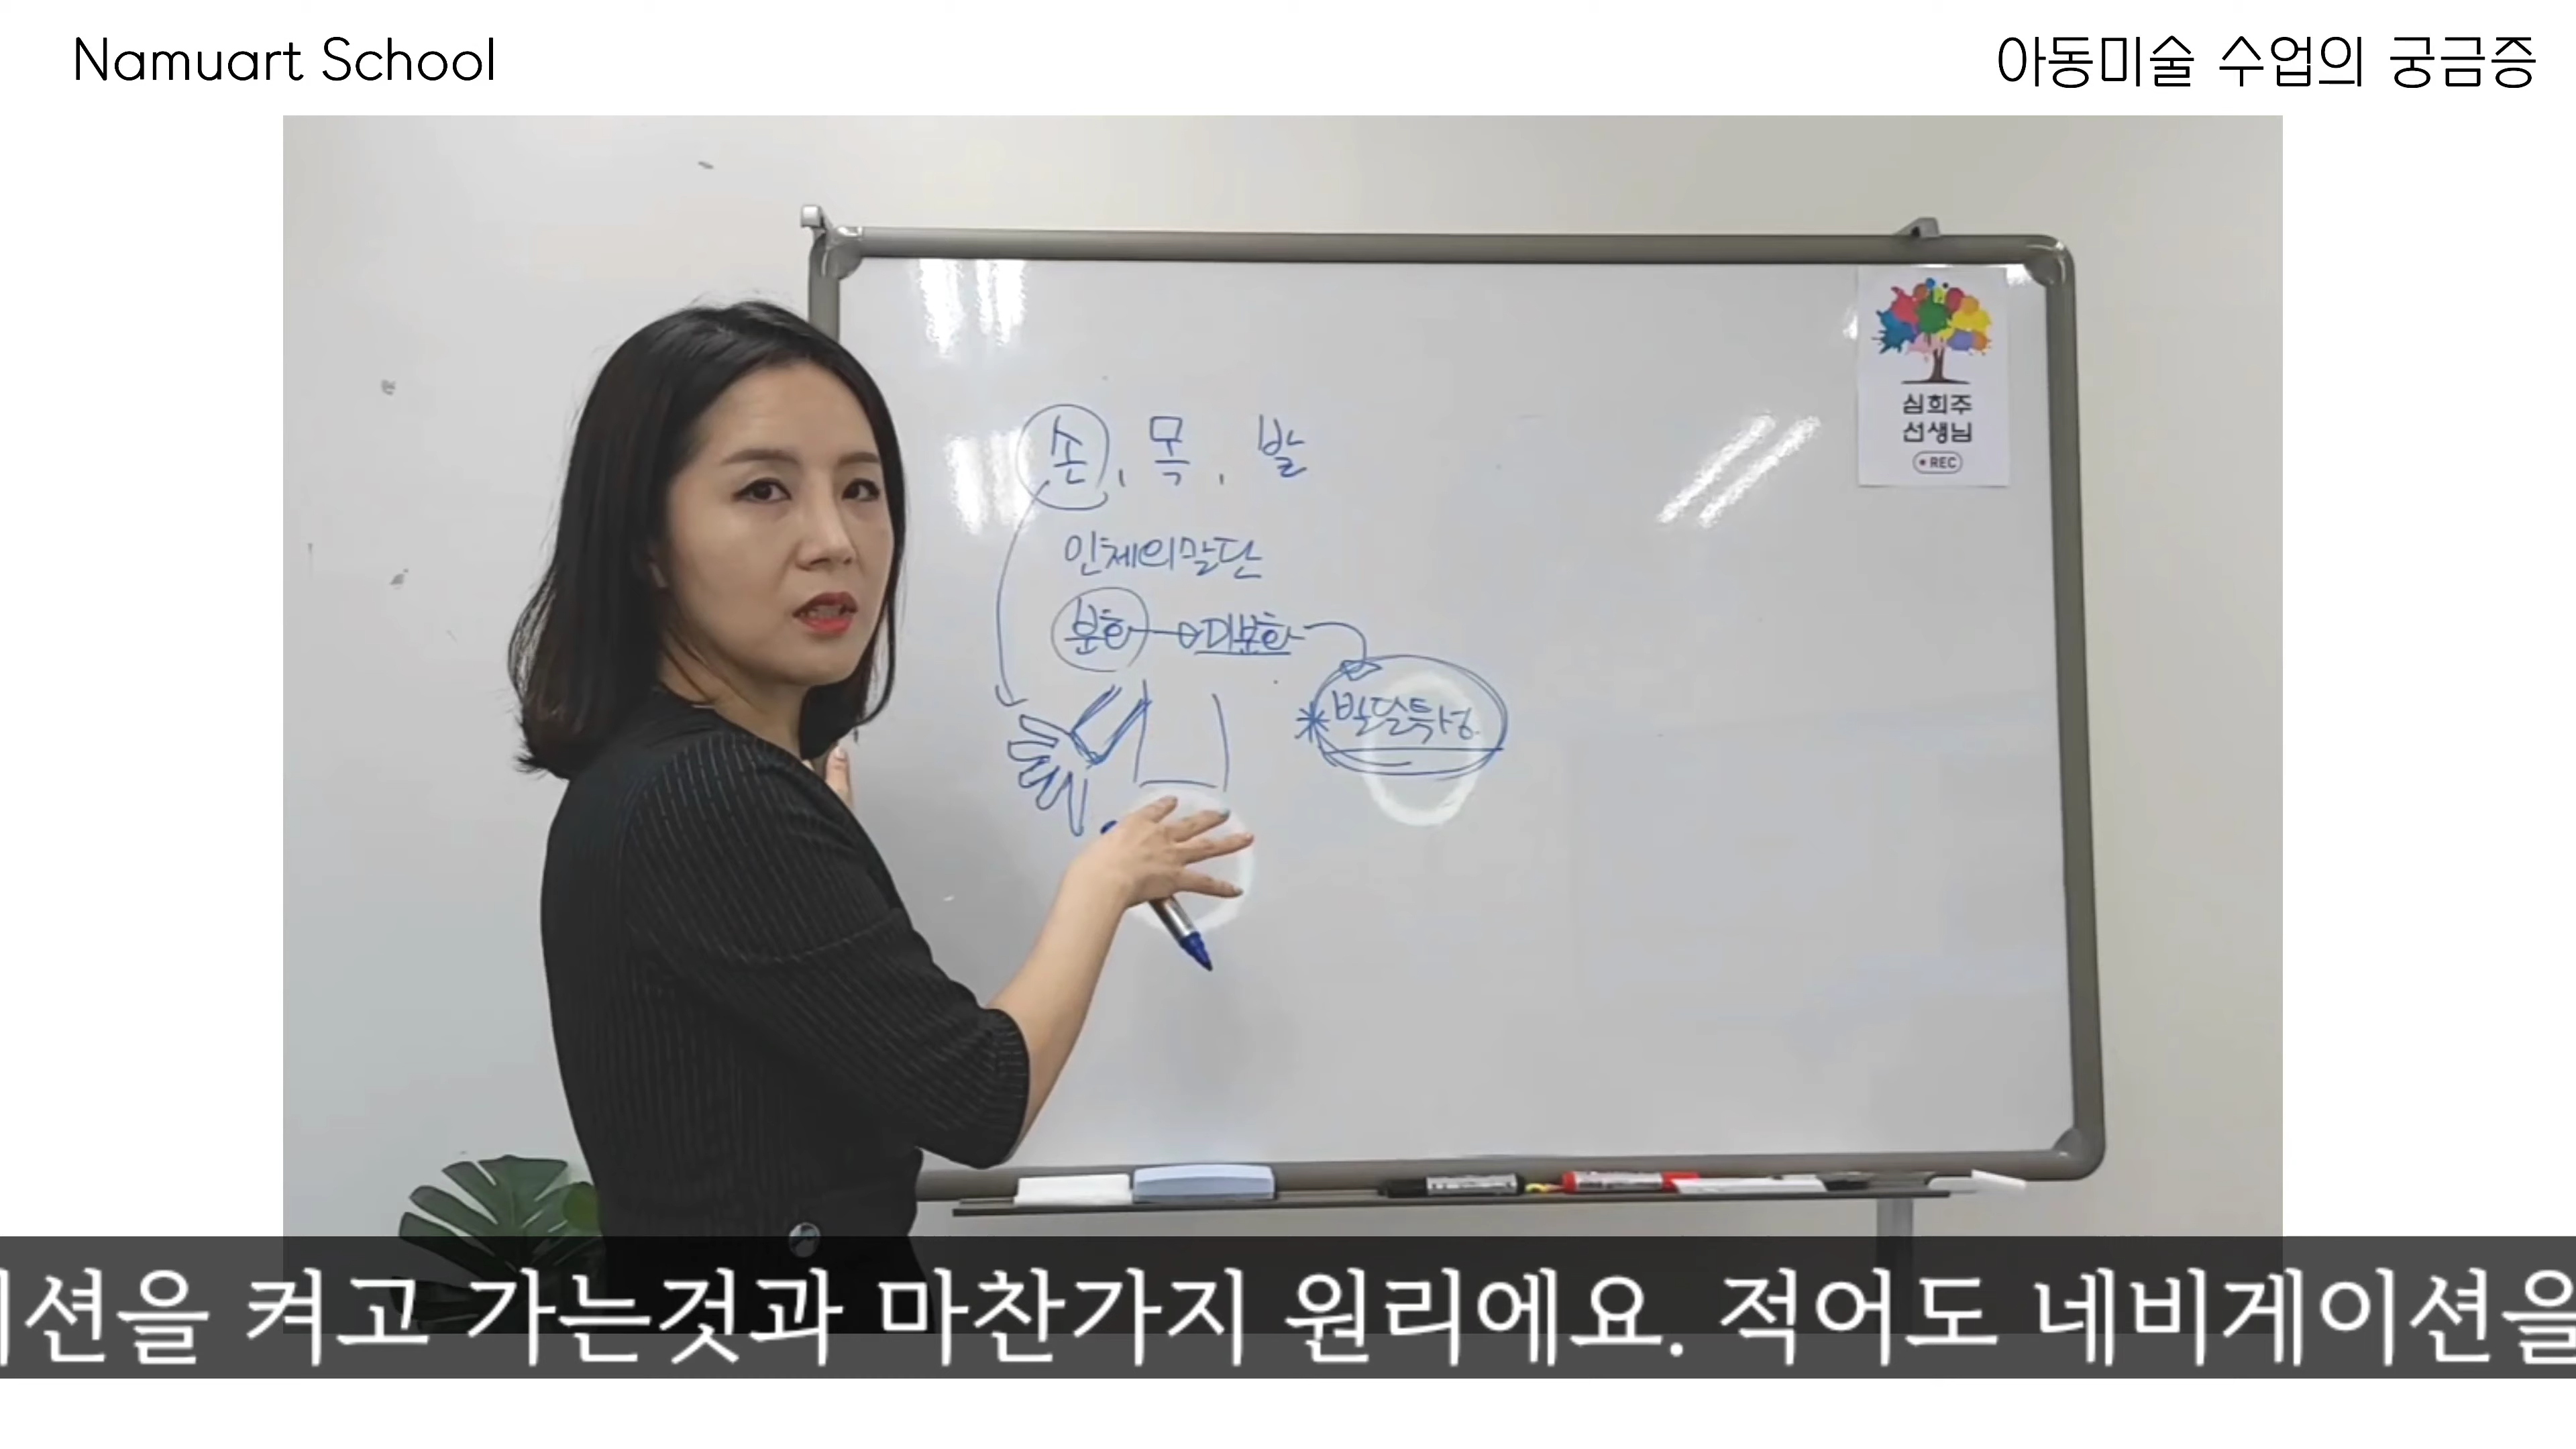 Namuart School
아동미술 수업의 궁금증
심희주
선생님
REC
손, 목, 발
인체의말단
분화 → 미분화
*발달특성.
이션을 켜고 가는것과 마찬가지 원리에요. 적어도 네비게이션을